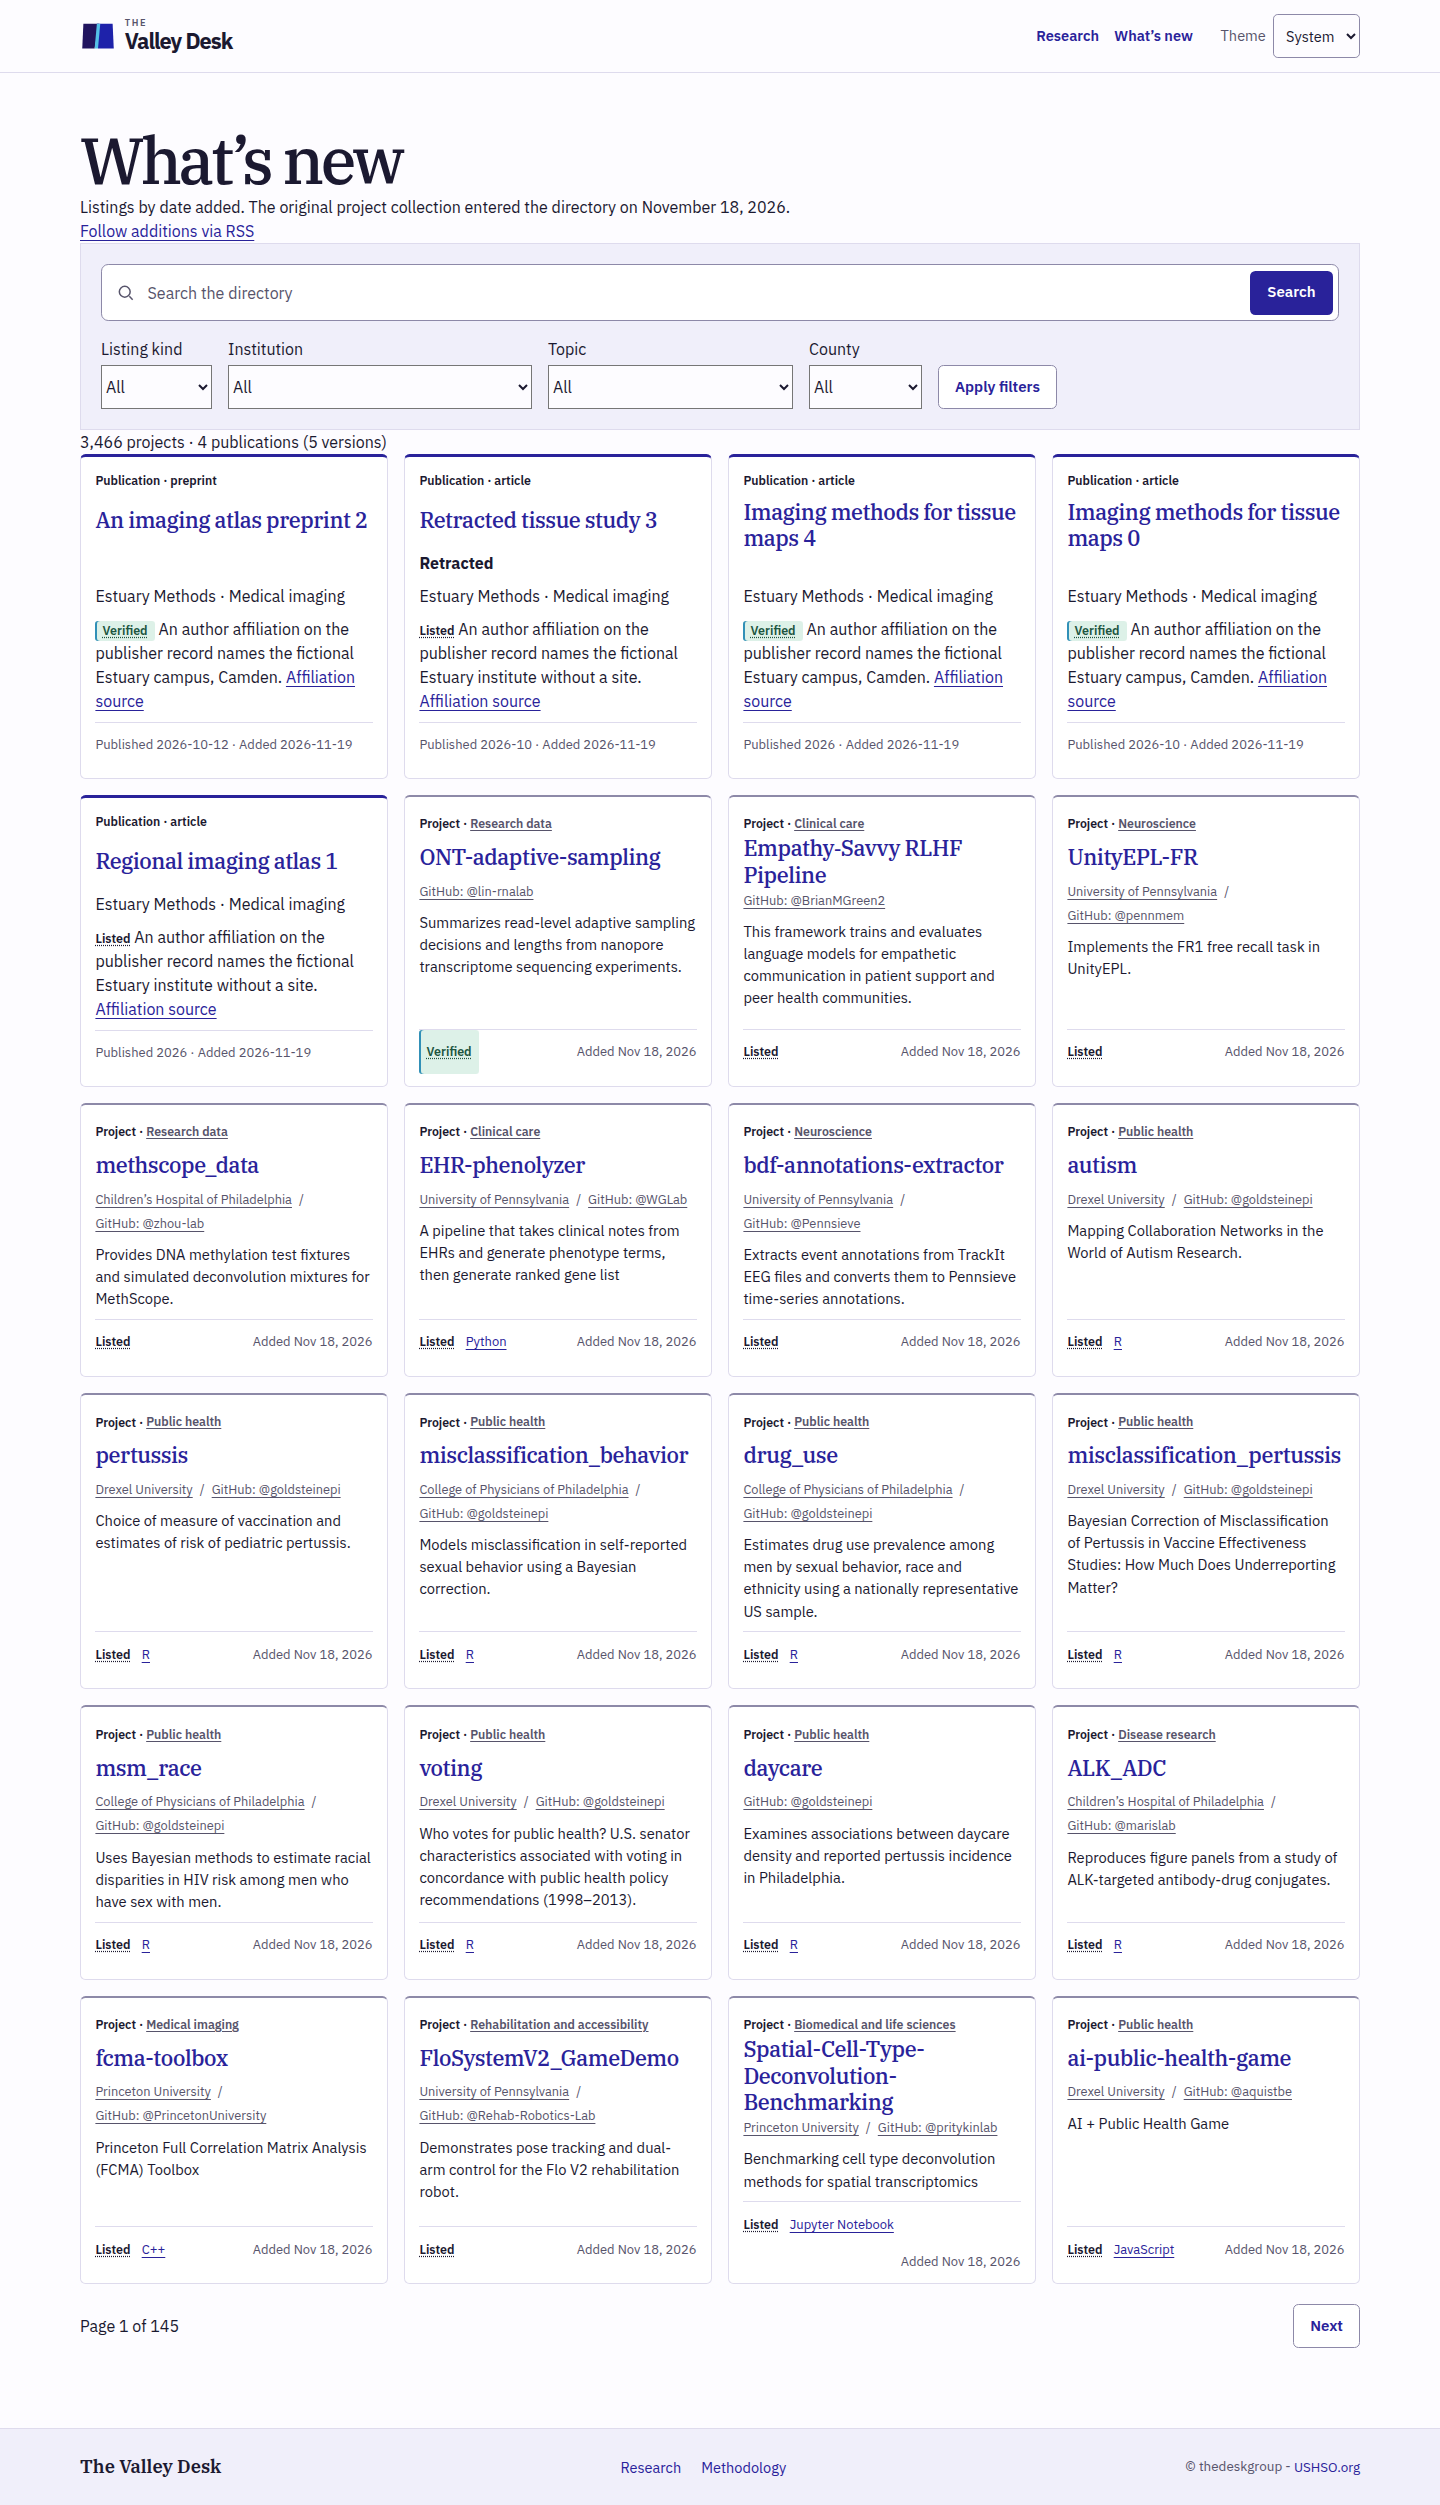 THE
Valley Desk
Research What's new Theme System
What's new
Listings by date added. The original project collection entered the directory on November 18, 2026.
Follow additions via RSS
Search the directory Search
Listing kind Institution Topic County
All All All All Apply filters
3,466 projects · 4 publications (5 versions)
Publication · preprint
An imaging atlas preprint 2
Estuary Methods · Medical imaging
Verified An author affiliation on the
publisher record names the fictional
Estuary campus, Camden. Affiliation
source
Published 2026-10-12 · Added 2026-11-19
Publication · article
Retracted tissue study 3
Retracted
Estuary Methods · Medical imaging
Listed An author affiliation on the
publisher record names the fictional
Estuary institute without a site.
Affiliation source
Published 2026-10 · Added 2026-11-19
Publication · article
Imaging methods for tissue
maps 4
Estuary Methods · Medical imaging
Verified An author affiliation on the
publisher record names the fictional
Estuary campus, Camden. Affiliation
source
Published 2026 · Added 2026-11-19
Publication · article
Imaging methods for tissue
maps 0
Estuary Methods · Medical imaging
Verified An author affiliation on the
publisher record names the fictional
Estuary campus, Camden. Affiliation
source
Published 2026-10 · Added 2026-11-19
Publication · article
Regional imaging atlas 1
Estuary Methods · Medical imaging
Listed An author affiliation on the
publisher record names the fictional
Estuary institute without a site.
Affiliation source
Published 2026 · Added 2026-11-19
Project · Research data
ONT-adaptive-sampling
GitHub: @lin-rnalab
Summarizes read-level adaptive sampling
decisions and lengths from nanopore
transcriptome sequencing experiments.
Verified Added Nov 18, 2026
Project · Clinical care
Empathy-Savvy RLHF
Pipeline
GitHub: @BrianMGreen2
This framework trains and evaluates
language models for empathetic
communication in patient support and
peer health communities.
Listed Added Nov 18, 2026
Project · Neuroscience
UnityEPL-FR
University of Pennsylvania /
GitHub: @pennmem
Implements the FR1 free recall task in
UnityEPL.
Listed Added Nov 18, 2026
Project · Research data
methscope_data
Children's Hospital of Philadelphia /
GitHub: @zhou-lab
Provides DNA methylation test fixtures
and simulated deconvolution mixtures for
MethScope.
Listed Added Nov 18, 2026
Project · Clinical care
EHR-phenolyzer
University of Pennsylvania / GitHub: @WGLab
A pipeline that takes clinical notes from
EHRs and generate phenotype terms,
then generate ranked gene list
Listed Python Added Nov 18, 2026
Project · Neuroscience
bdf-annotations-extractor
University of Pennsylvania /
GitHub: @Pennsieve
Extracts event annotations from TrackIt
EEG files and converts them to Pennsieve
time-series annotations.
Listed Added Nov 18, 2026
Project · Public health
autism
Drexel University / GitHub: @goldsteinepi
Mapping Collaboration Networks in the
World of Autism Research.
Listed R Added Nov 18, 2026
Project · Public health
pertussis
Drexel University / GitHub: @goldsteinepi
Choice of measure of vaccination and
estimates of risk of pediatric pertussis.
Listed R Added Nov 18, 2026
Project · Public health
misclassification_behavior
College of Physicians of Philadelphia /
GitHub: @goldsteinepi
Models misclassification in self-reported
sexual behavior using a Bayesian
correction.
Listed R Added Nov 18, 2026
Project · Public health
drug_use
College of Physicians of Philadelphia /
GitHub: @goldsteinepi
Estimates drug use prevalence among
men by sexual behavior, race and
ethnicity using a nationally representative
US sample.
Listed R Added Nov 18, 2026
Project · Public health
misclassification_pertussis
Drexel University / GitHub: @goldsteinepi
Bayesian Correction of Misclassification
of Pertussis in Vaccine Effectiveness
Studies: How Much Does Underreporting
Matter?
Listed R Added Nov 18, 2026
Project · Public health
msm_race
College of Physicians of Philadelphia /
GitHub: @goldsteinepi
Uses Bayesian methods to estimate racial
disparities in HIV risk among men who
have sex with men.
Listed R Added Nov 18, 2026
Project · Public health
voting
Drexel University / GitHub: @goldsteinepi
Who votes for public health? U.S. senator
characteristics associated with voting in
concordance with public health policy
recommendations (1998–2013).
Listed R Added Nov 18, 2026
Project · Public health
daycare
GitHub: @goldsteinepi
Examines associations between daycare
density and reported pertussis incidence
in Philadelphia.
Listed R Added Nov 18, 2026
Project · Disease research
ALK_ADC
Children's Hospital of Philadelphia /
GitHub: @marislab
Reproduces figure panels from a study of
ALK-targeted antibody-drug conjugates.
Listed R Added Nov 18, 2026
Project · Medical imaging
fcma-toolbox
Princeton University /
GitHub: @PrincetonUniversity
Princeton Full Correlation Matrix Analysis
(FCMA) Toolbox
Listed C++ Added Nov 18, 2026
Project · Rehabilitation and accessibility
FloSystemV2_GameDemo
University of Pennsylvania /
GitHub: @Rehab-Robotics-Lab
Demonstrates pose tracking and dual-
arm control for the Flo V2 rehabilitation
robot.
Listed Added Nov 18, 2026
Project · Biomedical and life sciences
Spatial-Cell-Type-
Deconvolution-
Benchmarking
Princeton University / GitHub: @pritykinlab
Benchmarking cell type deconvolution
methods for spatial transcriptomics
Listed Jupyter Notebook
Added Nov 18, 2026
Project · Public health
ai-public-health-game
Drexel University / GitHub: @aquistbe
AI + Public Health Game
Listed JavaScript Added Nov 18, 2026
Page 1 of 145 Next
The Valley Desk Research Methodology © thedeskgroup - USHSO.org